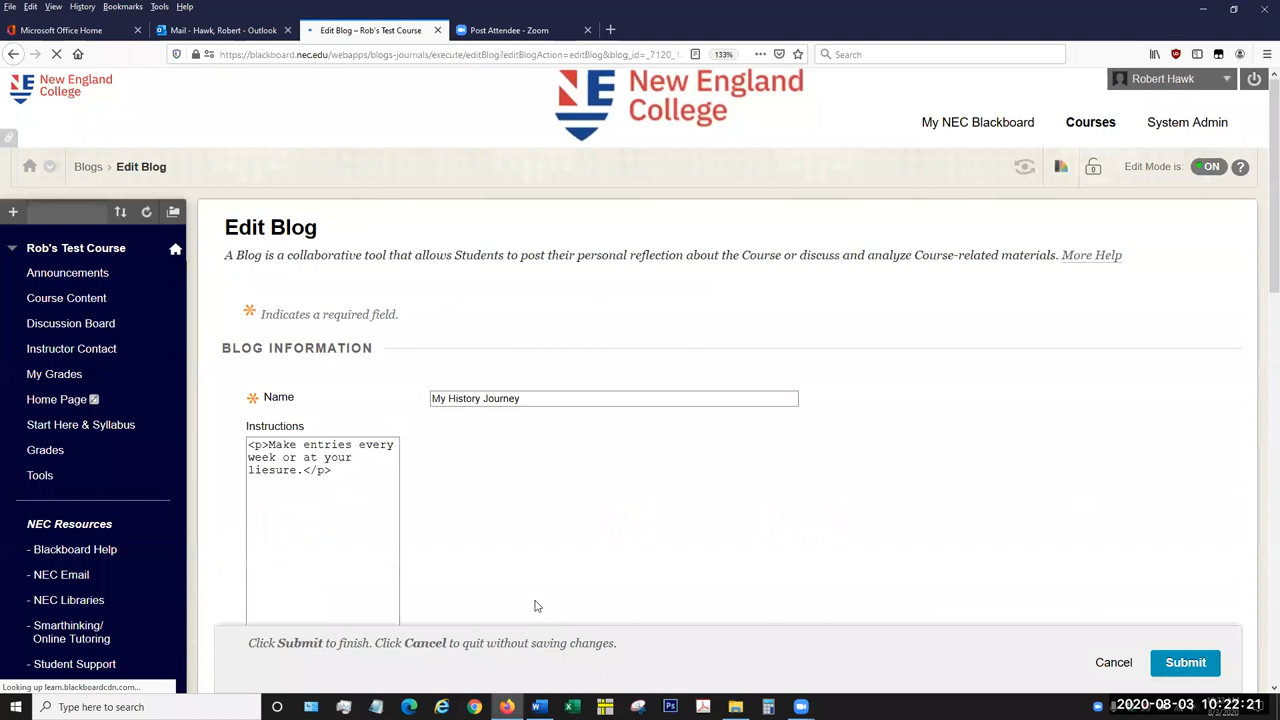 File Edit View History Bookmarks Tools Help
Microsoft Office Home
Mail - Hawk, Robert - Outlook
Edit Blog – Rob's Test Course
Post Attendee - Zoom
https://blackboard.nec.edu/webapps/blogs-journals/execute/editBlog?editBlogAction=editBlog&blog_id=_7120_1
133%
Search
New England
College
New England
College
Robert Hawk
My NEC Blackboard
Courses
System Admin
Blogs > Edit Blog
Edit Mode is:
ON
?
Rob's Test Course
Announcements
Course Content
Discussion Board
Instructor Contact
My Grades
Home Page
Start Here & Syllabus
Grades
Tools
NEC Resources
- Blackboard Help
- NEC Email
- NEC Libraries
- Smarthinking/
Online Tutoring
- Student Support
Edit Blog
A Blog is a collaborative tool that allows Students to post their personal reflection about the Course or discuss and analyze Course-related materials. More Help
* Indicates a required field.
BLOG INFORMATION
* Name
My History Journey
Instructions
<p>Make entries every
week or at your
liesure.</p>
Click Submit to finish. Click Cancel to quit without saving changes.
Cancel
Submit
Looking up learn.blackboardcdn.com...
Type here to search
2020-08-03 10:22:21